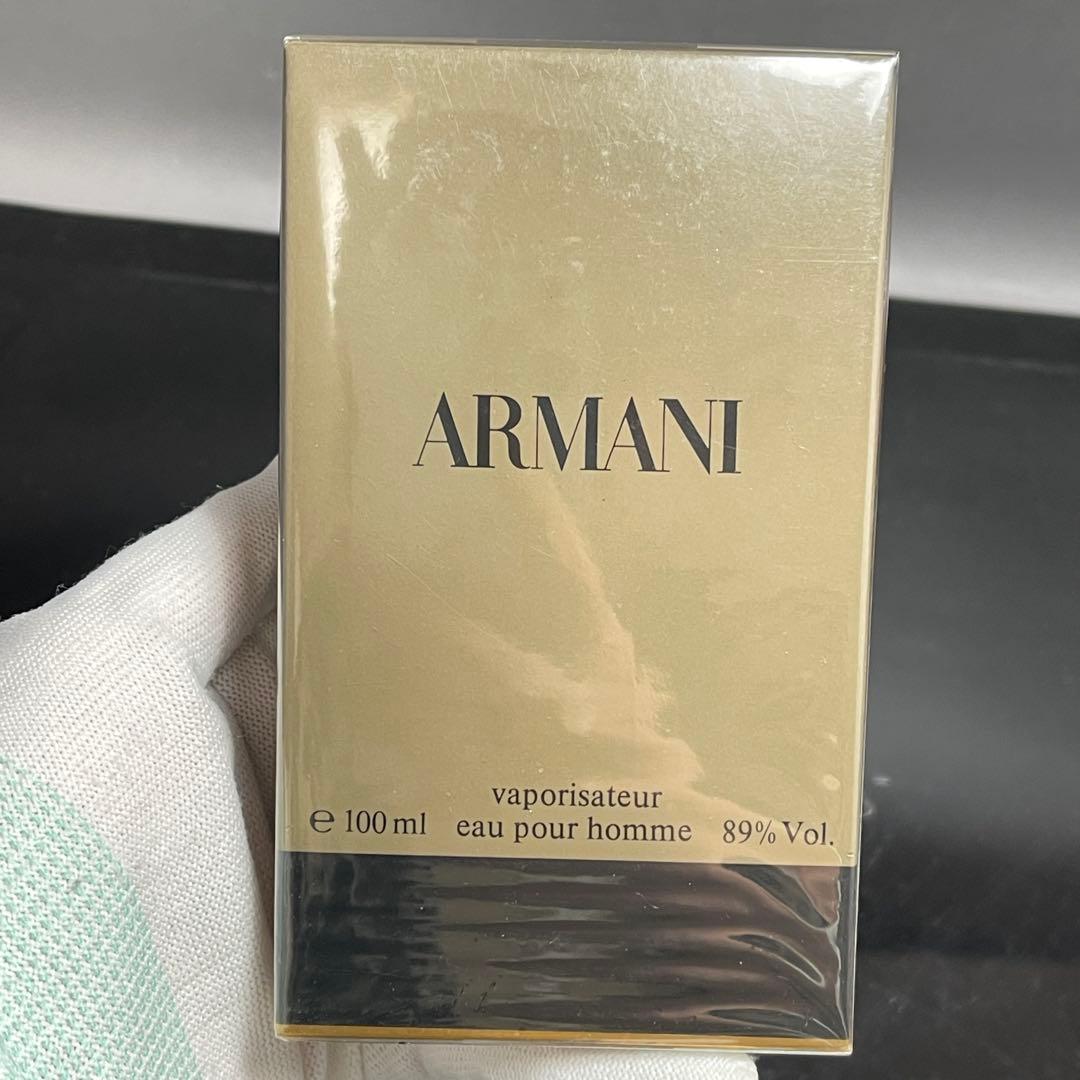 ARMANI
vaporisateur
℮ 100 ml eau pour homme 89% Vol.